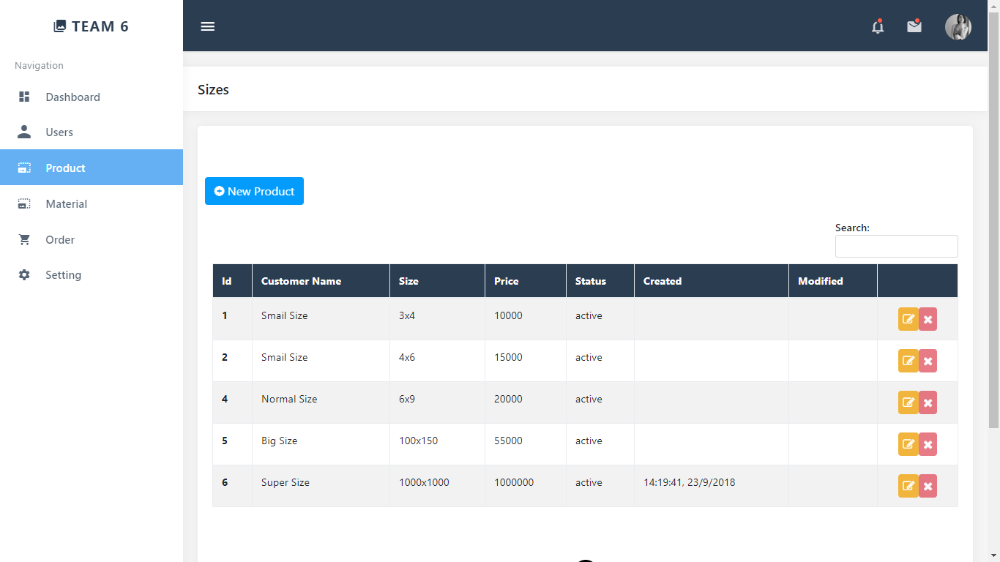 TEAM 6
Navigation
Dashboard
Users
Product
Material
Order
Setting
Sizes
New Product
Search:
Id Customer Name Size Price Status Created Modified
1 Smail Size 3x4 10000 active
2 Smail Size 4x6 15000 active
4 Normal Size 6x9 20000 active
5 Big Size 100x150 55000 active
6 Super Size 1000x1000 1000000 active 14:19:41, 23/9/2018